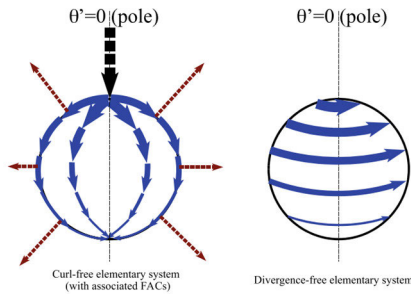 θ'=0 (pole)
θ'=0 (pole)
Curl-free elementary system
(with associated FACs)
Divergence-free elementary system